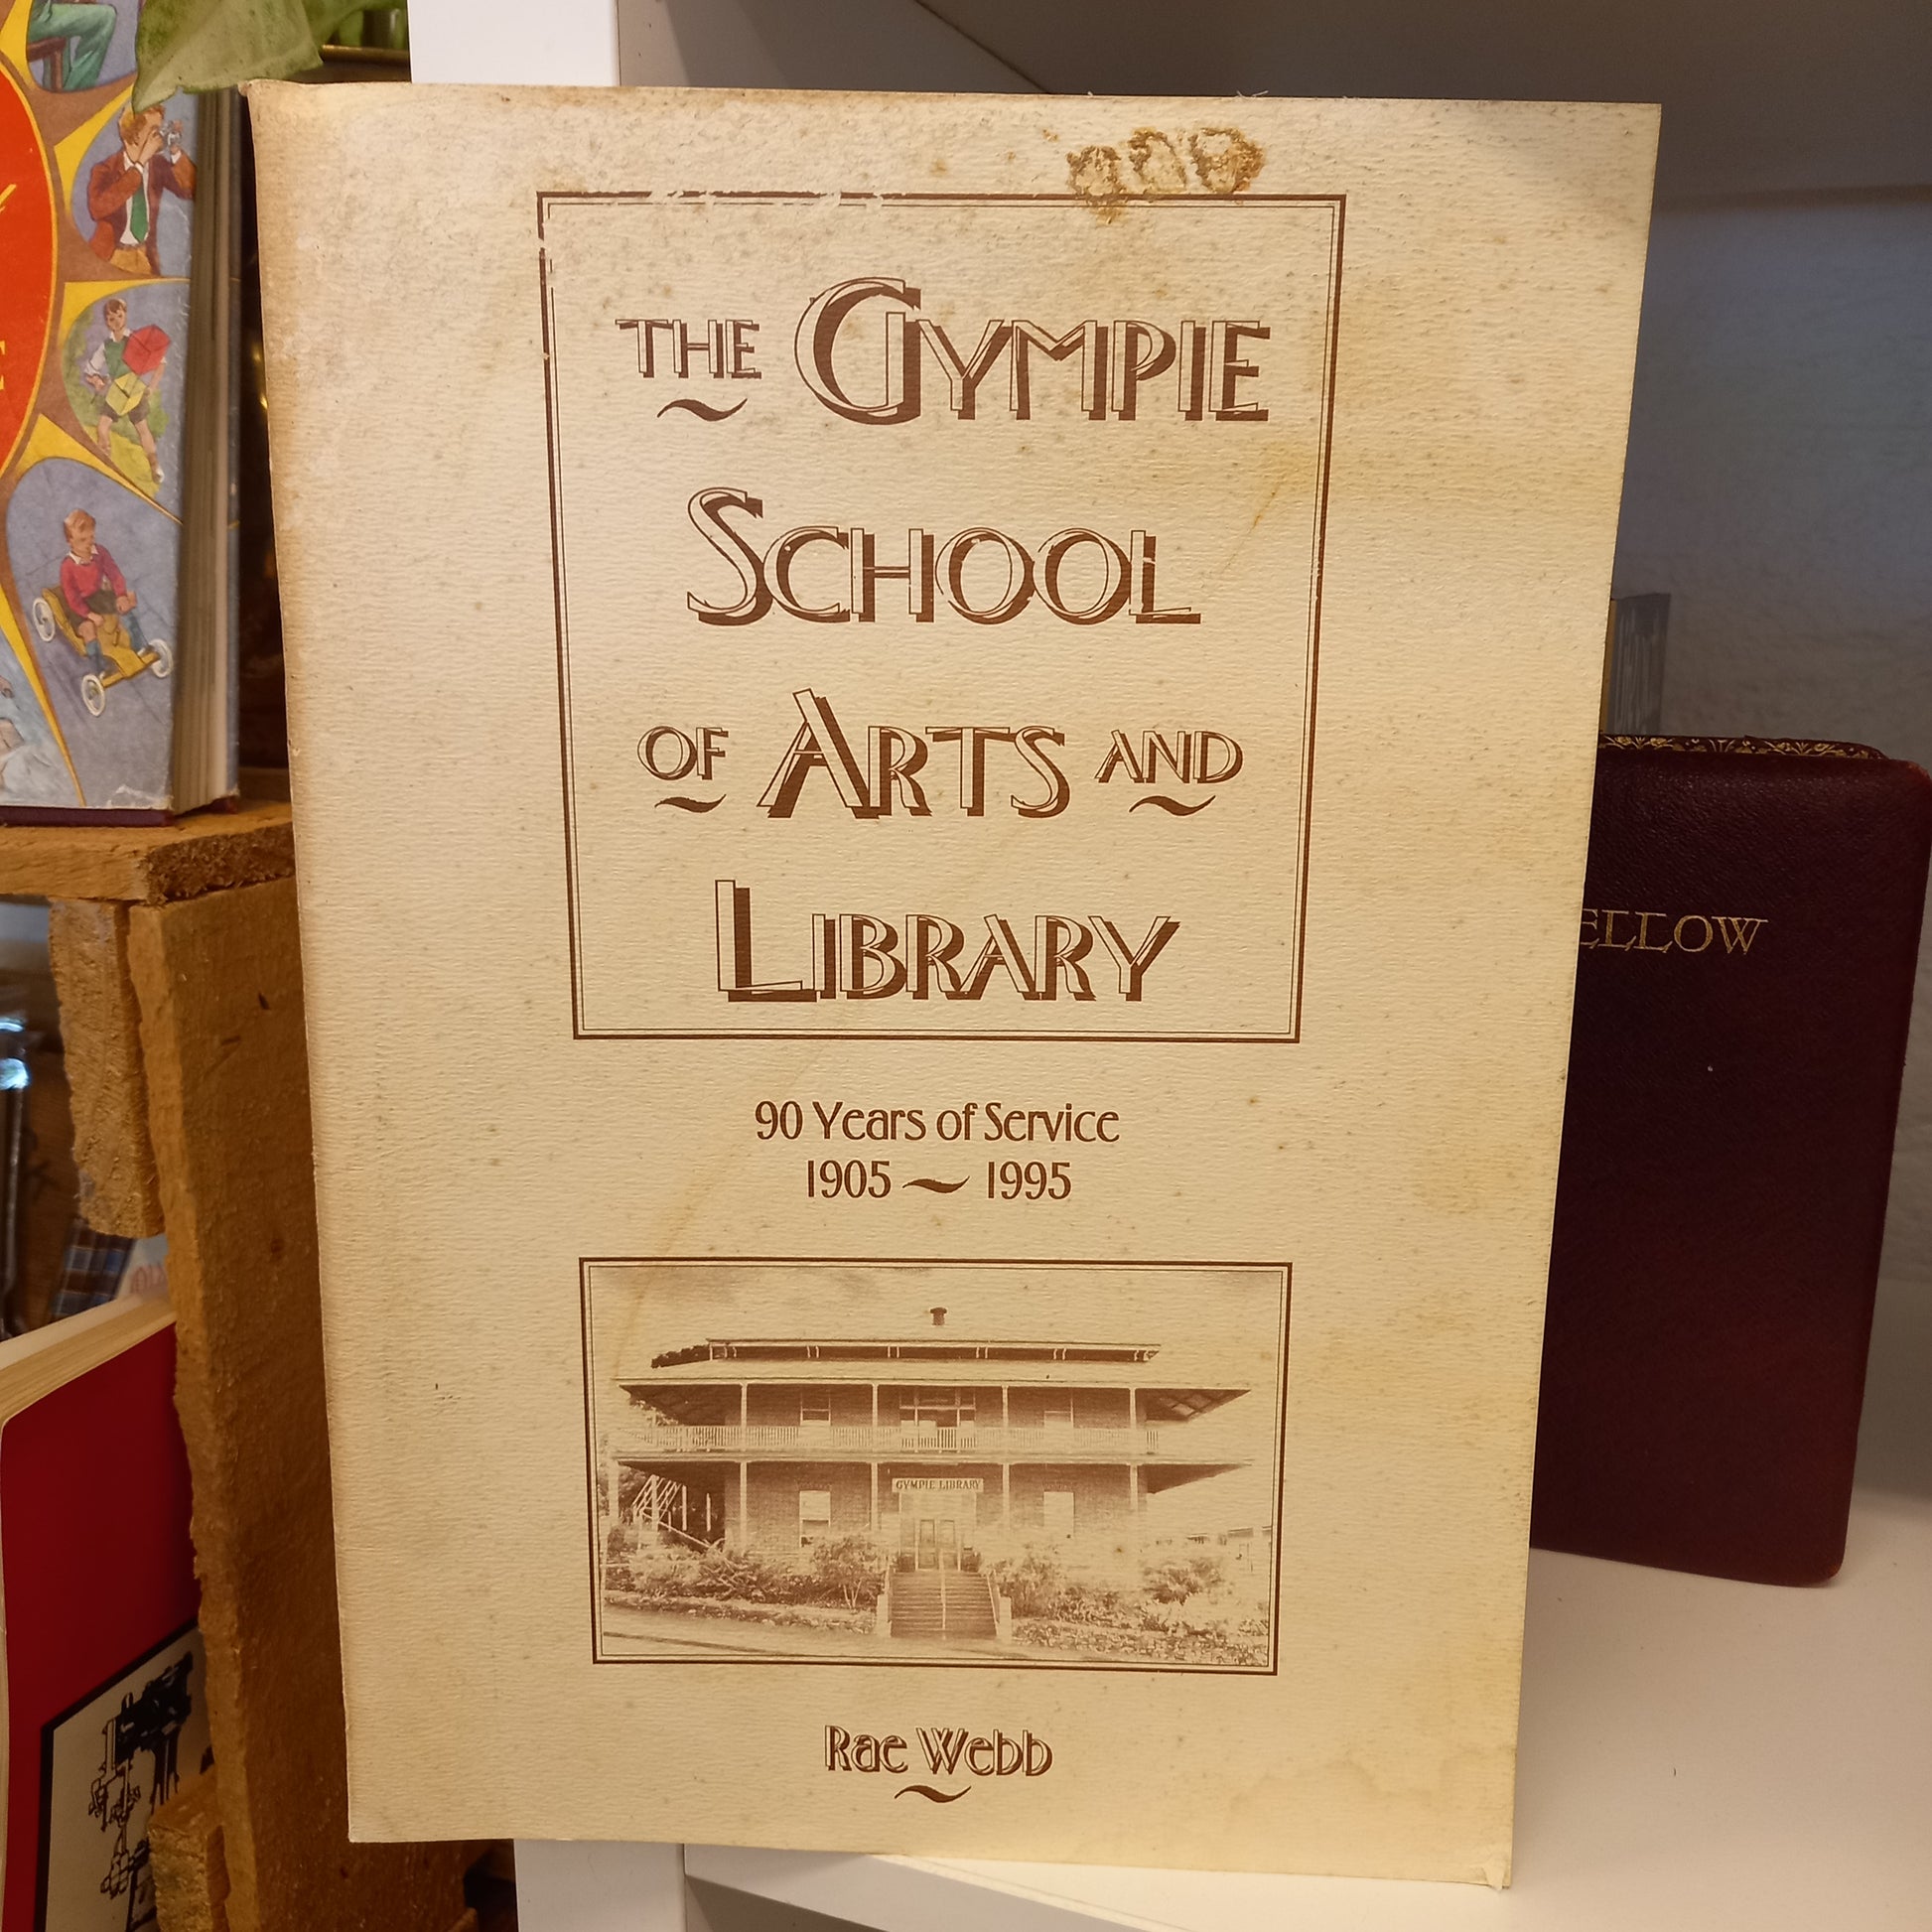 THE GYMPIE
SCHOOL
OF ARTS AND
LIBRARY
90 Years of Service
1905 ~ 1995
GYMPIE LIBRARY
Rae Webb
ELLOW